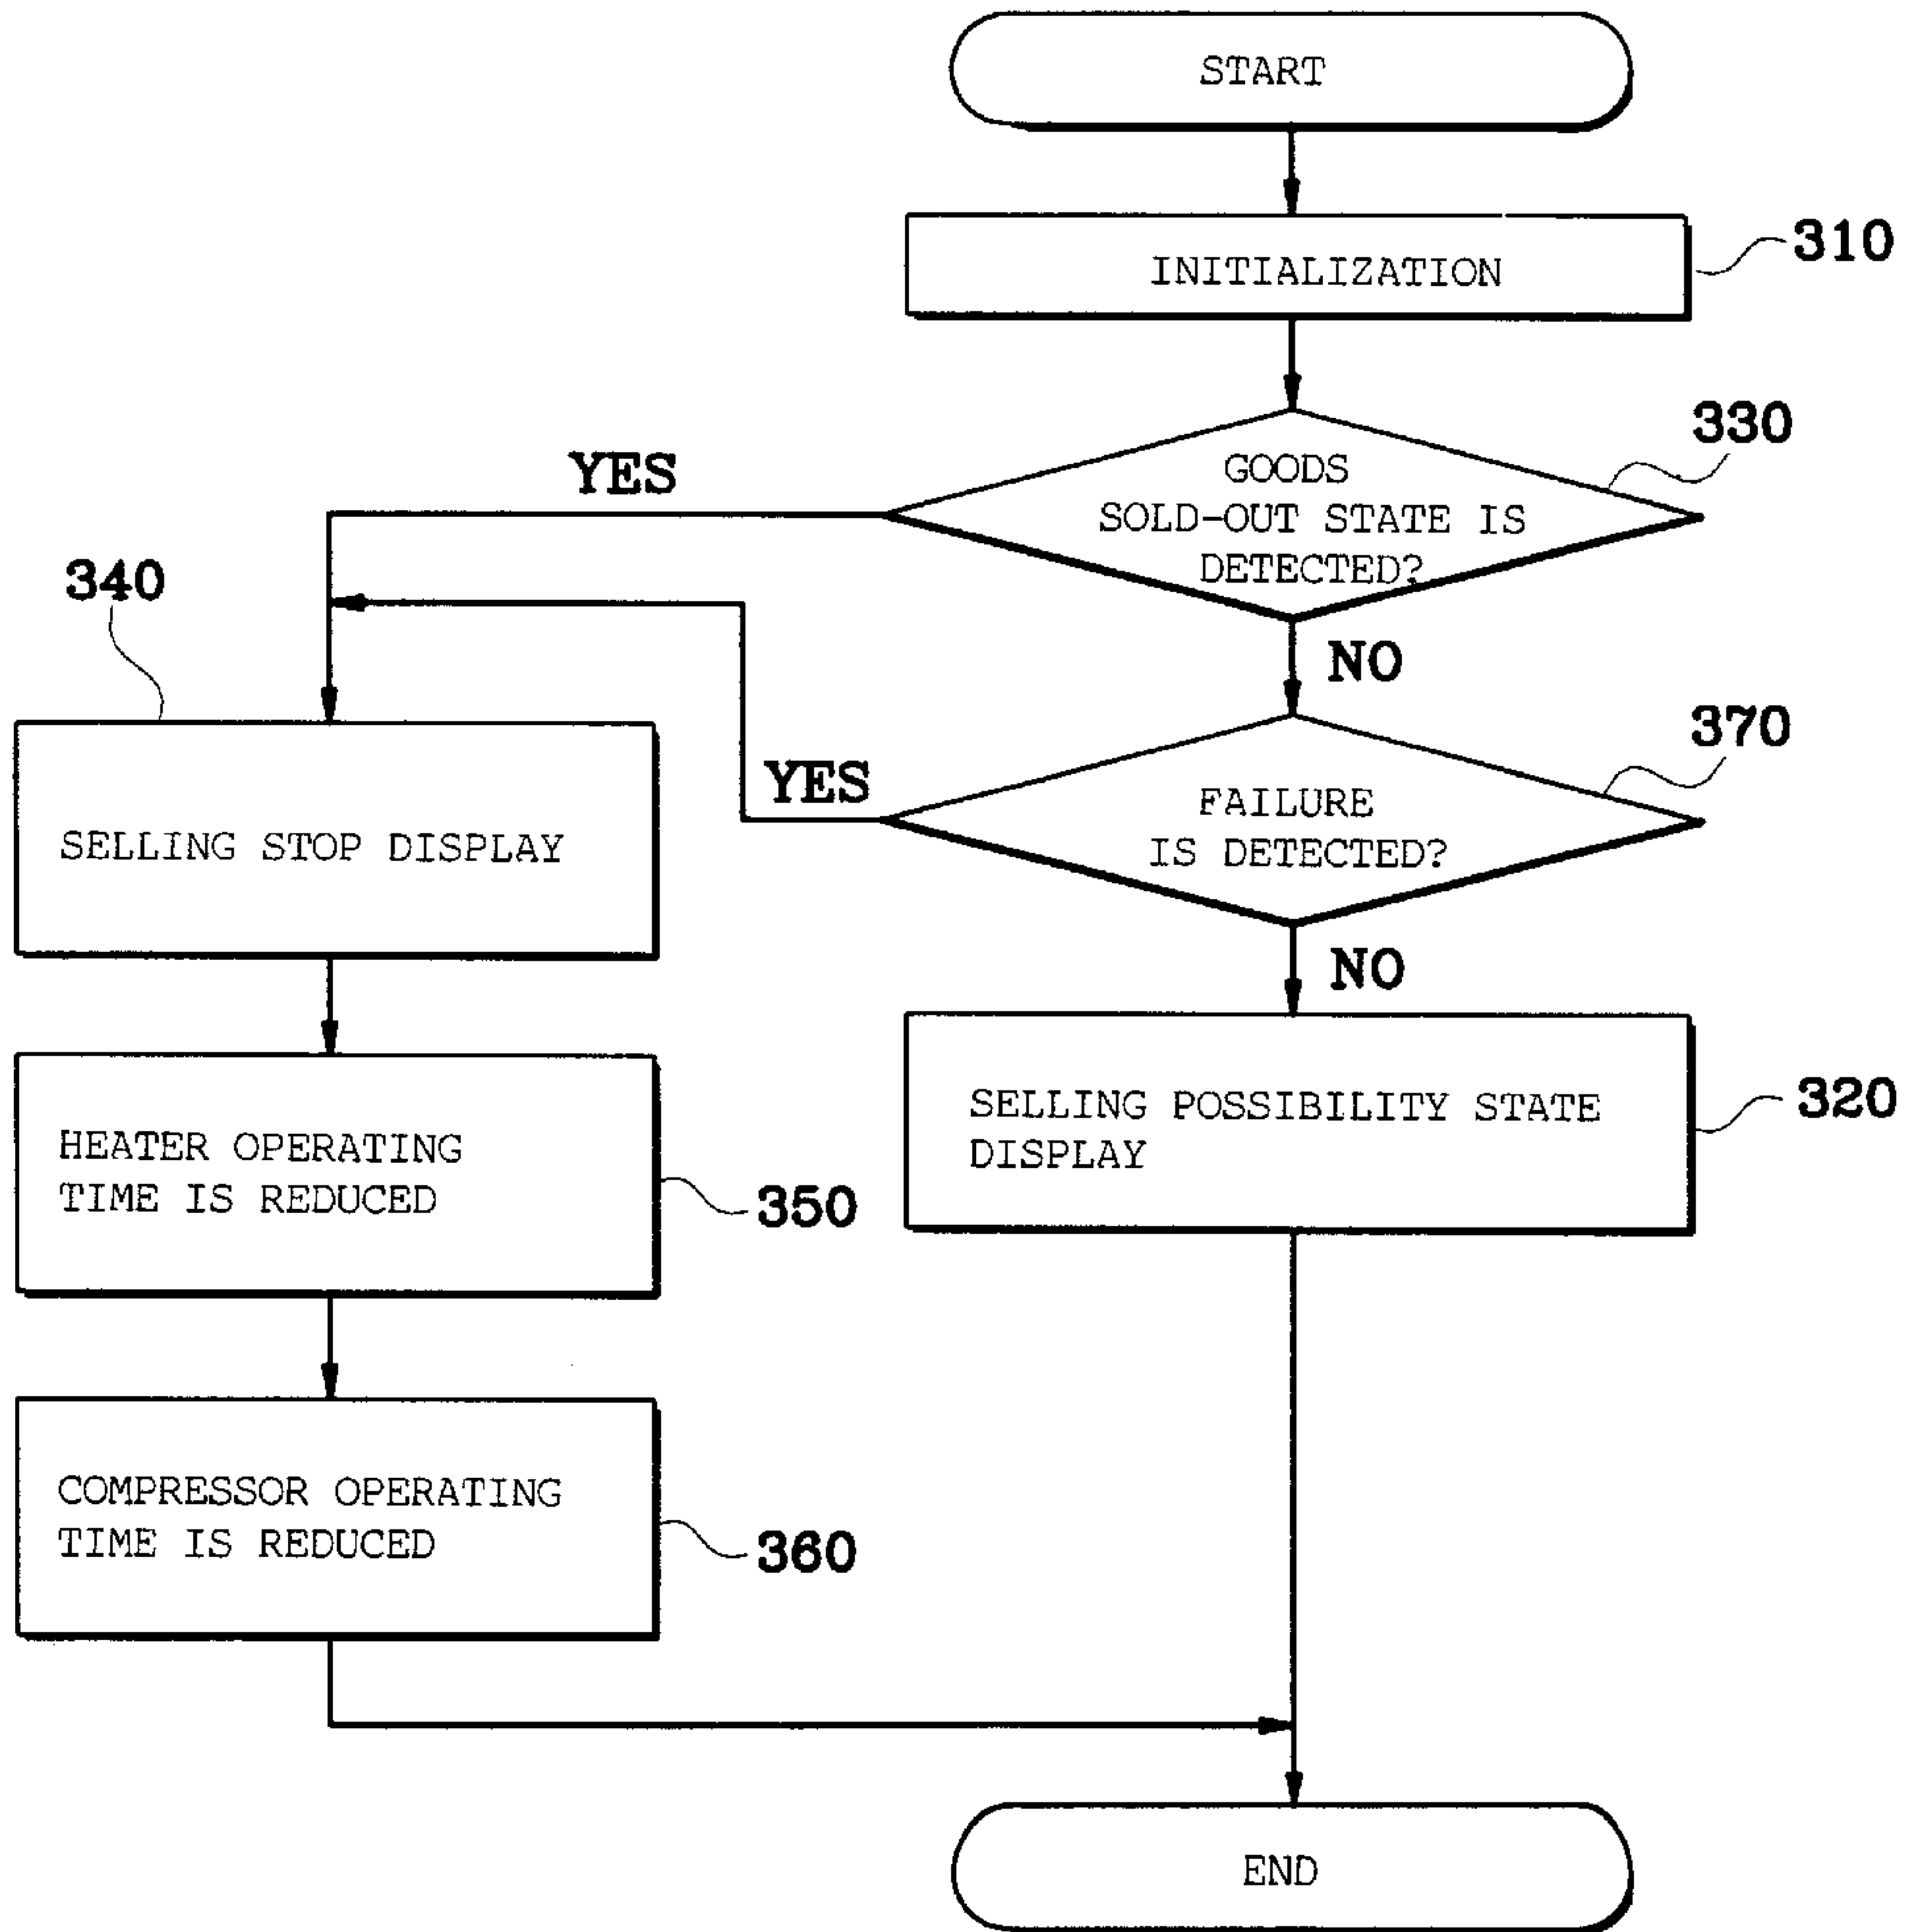 START
INITIALIZATION
310
330
GOODS
SOLD-OUT STATE IS
DETECTED?
YES
NO
340
370
FAILURE
IS DETECTED?
YES
NO
SELLING STOP DISPLAY
SELLING POSSIBILITY STATE
DISPLAY
320
HEATER OPERATING
TIME IS REDUCED
350
COMPRESSOR OPERATING
TIME IS REDUCED
360
END